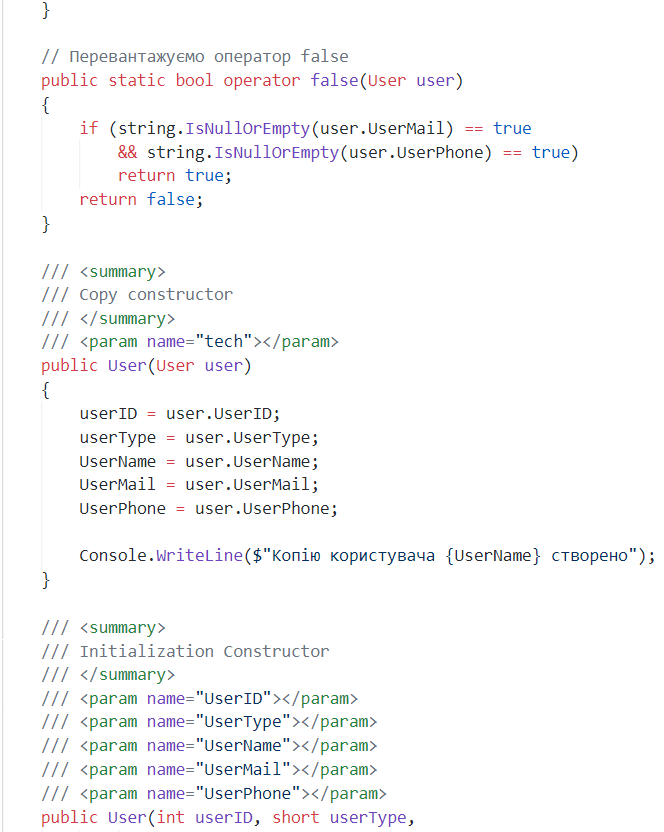 }
// Перевантажуємо оператор false
public static bool operator false(User user)
{
if (string.IsNullOrEmpty(user.UserMail) == true
&& string.IsNullOrEmpty(user.UserPhone) == true)
return true;
return false;
}
/// <summary>
/// Copy constructor
/// </summary>
/// <param name="tech"></param>
public User(User user)
{
userID = user.UserID;
userType = user.UserType;
UserName = user.UserName;
UserMail = user.UserMail;
UserPhone = user.UserPhone;
Console.WriteLine($"Копію користувача {UserName} створено");
}
/// <summary>
/// Initialization Constructor
/// </summary>
/// <param name="UserID"></param>
/// <param name="UserType"></param>
/// <param name="UserName"></param>
/// <param name="UserMail"></param>
/// <param name="UserPhone"></param>
public User(int userID, short userType,